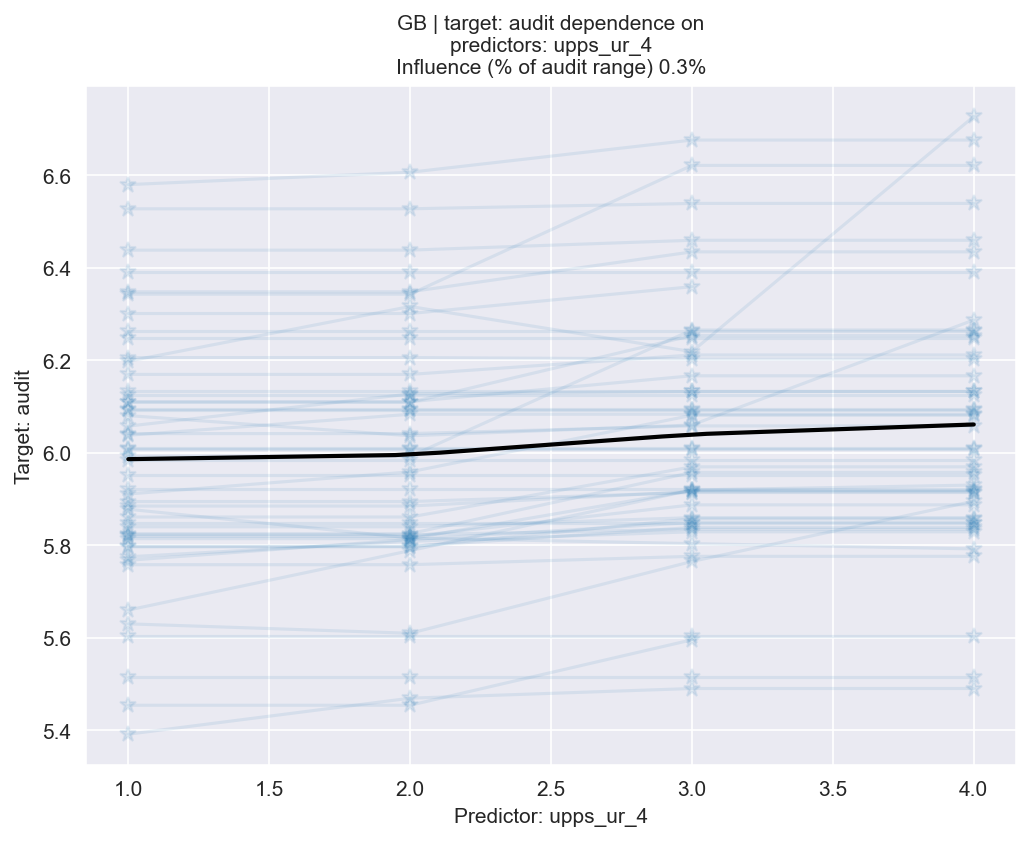 GB | target: audit dependence on
predictors: upps_ur_4
Influence (% of audit range) 0.3%
Target: audit
6.6
6.4
6.2
6.0
5.8
5.6
5.4
1.0 1.5 2.0 2.5 3.0 3.5 4.0
Predictor: upps_ur_4